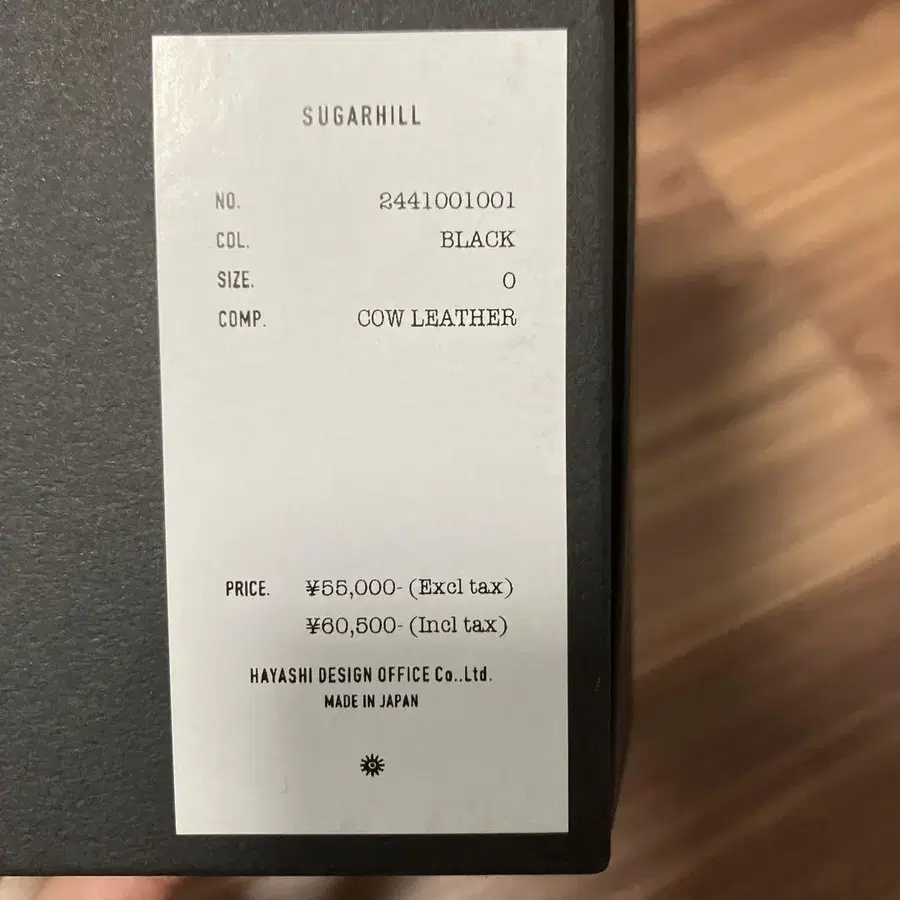 SUGARHILL
NO. 2441001001
COL. BLACK
SIZE. 0
COMP. COW LEATHER
PRICE. ¥55,000- (Excl tax)
¥60,500- (Incl tax)
HAYASHI DESIGN OFFICE Co..Ltd.
MADE IN JAPAN